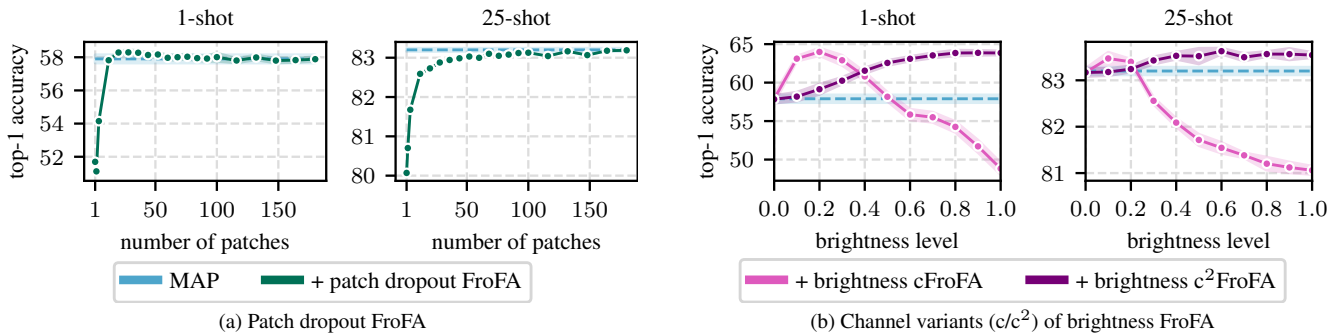 1-shot
25-shot
top-1 accuracy
58
56
54
52
1
50
100
150
number of patches
83
82
81
80
1
50
100
150
number of patches
MAP
+ patch dropout FroFA
(a) Patch dropout FroFA
1-shot
25-shot
top-1 accuracy
65
60
55
50
0.0
0.2
0.4
0.6
0.8
1.0
brightness level
83
82
81
0.0
0.2
0.4
0.6
0.8
1.0
brightness level
+ brightness cFroFA
+ brightness c²FroFA
(b) Channel variants (c/c²) of brightness FroFA